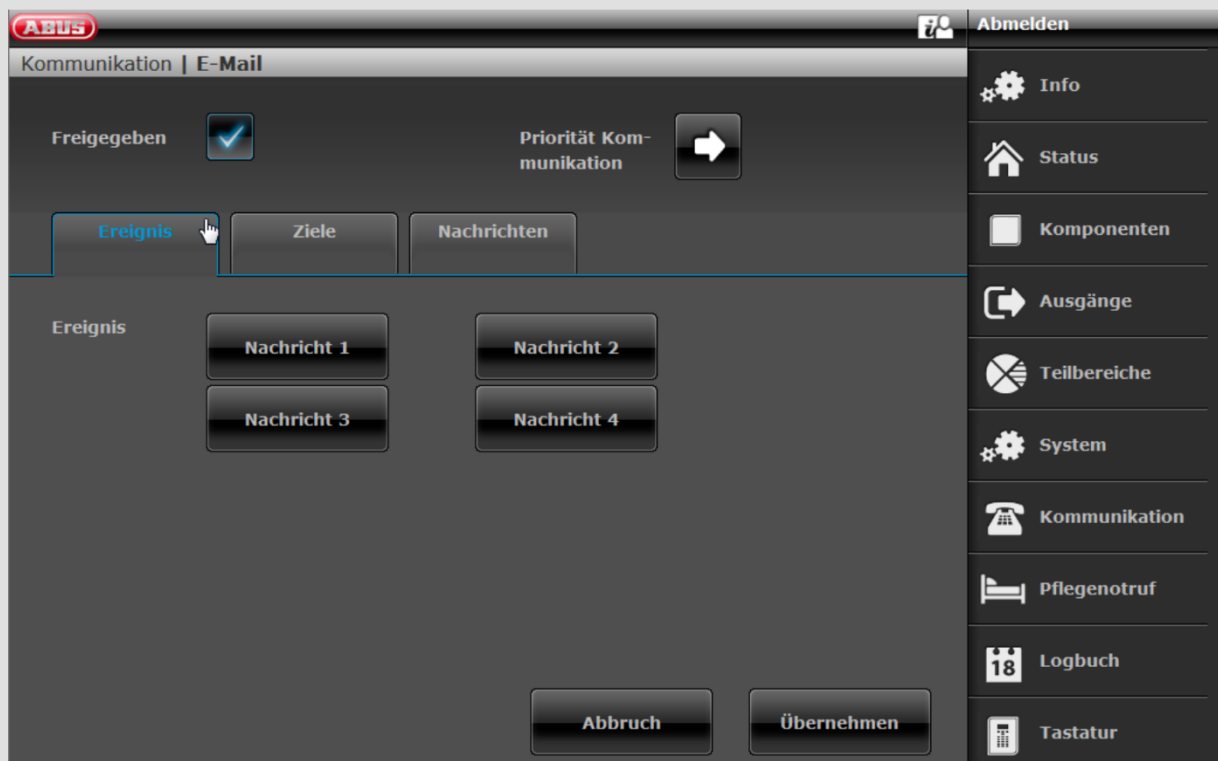 ABUS
Abmelden
Kommunikation | E-Mail
Freigegeben
Priorität Kom-
munikation
Ereignis
Ziele
Nachrichten
Ereignis
Nachricht 1
Nachricht 2
Nachricht 3
Nachricht 4
Abbruch
Übernehmen
Info
Status
Komponenten
Ausgänge
Teilbereiche
System
Kommunikation
Pflegenotruf
18
Logbuch
Tastatur